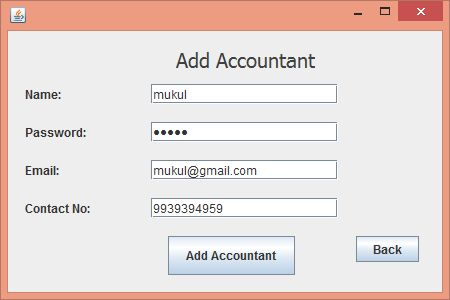 Add Accountant
Name: mukul
Password: •••••
Email: mukul@gmail.com
Contact No: 9939394959
Add Accountant Back